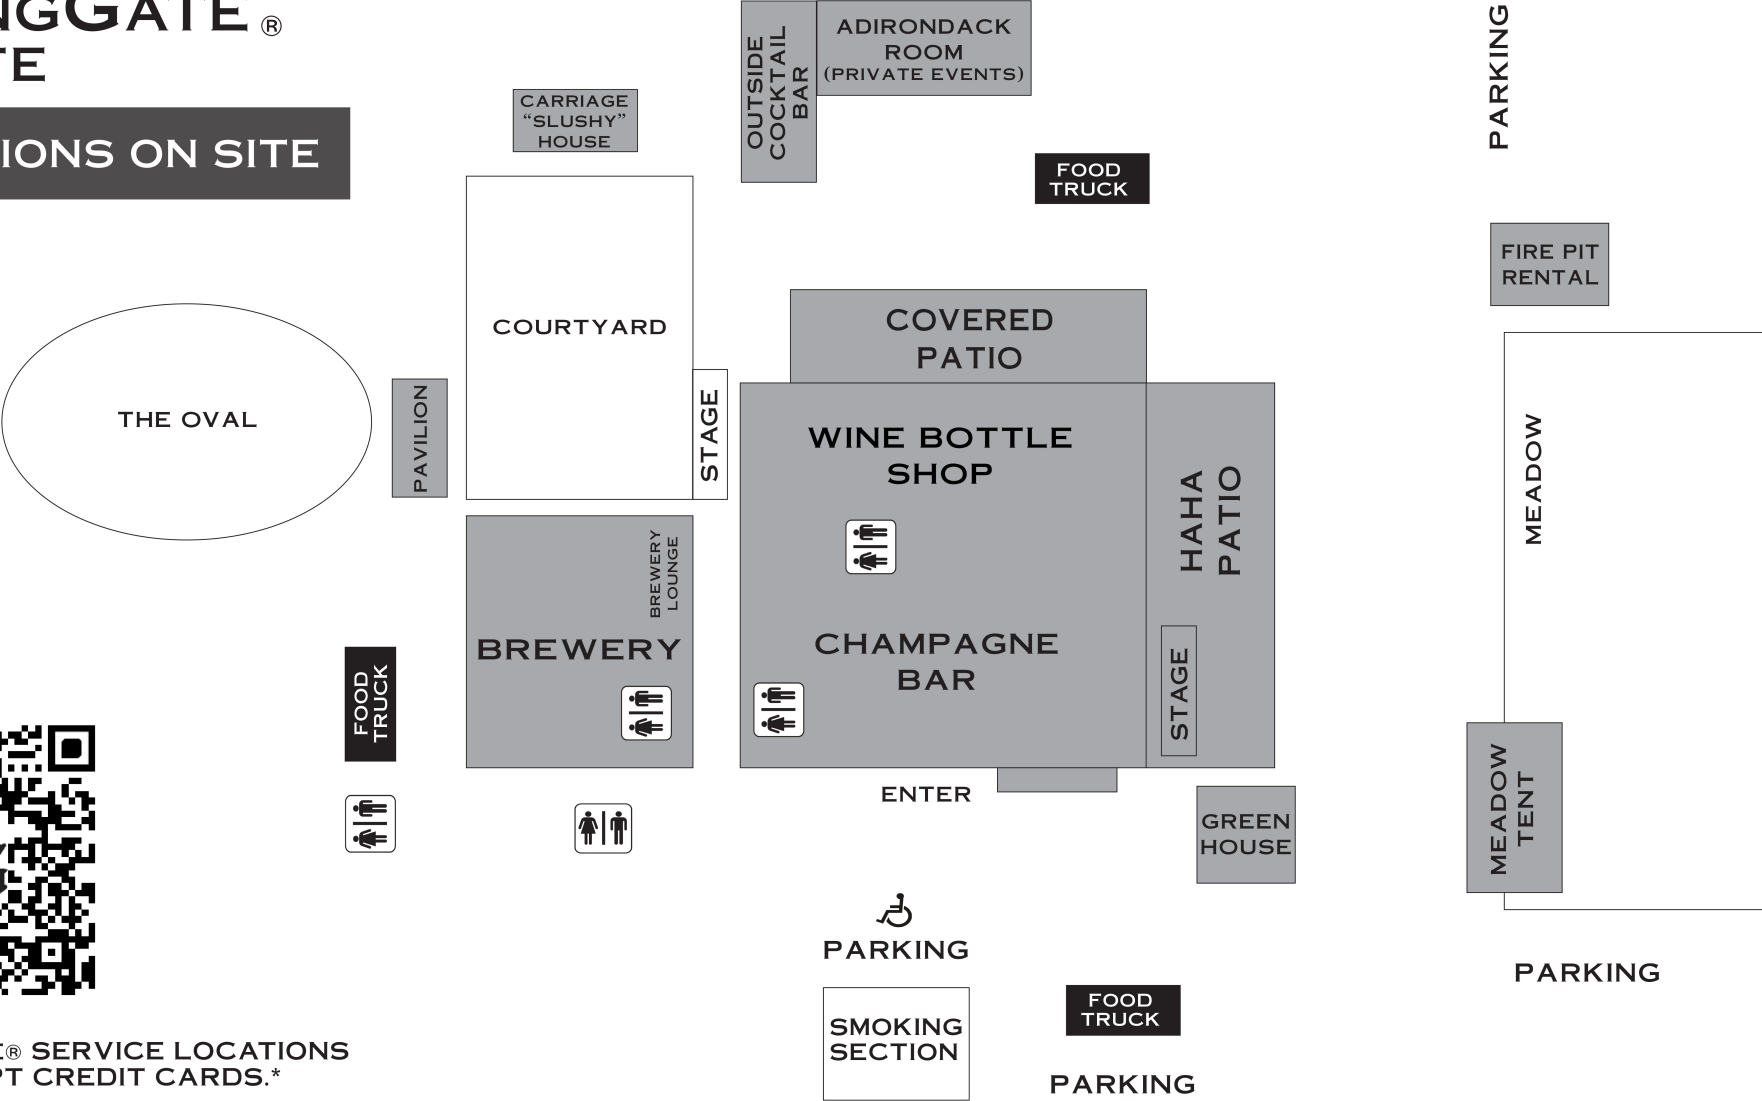 NGGATE®
TE
IONS ON SITE
CARRIAGE
“SLUSHY”
HOUSE
OUTSIDE
COCKTAIL
BAR
ADIRONDACK
ROOM
(PRIVATE EVENTS)
FOOD
TRUCK
PARKING
FIRE PIT
RENTAL
COURTYARD
COVERED
PATIO
THE OVAL
PAVILION
STAGE
WINE BOTTLE
SHOP
HAHA
PATIO
MEADOW
BREWERY
LOUNGE
BREWERY
CHAMPAGNE
BAR
STAGE
FOOD
TRUCK
MEADOW
TENT
ENTER
GREEN
HOUSE
PARKING
PARKING
SMOKING
SECTION
FOOD
TRUCK
PARKING
E® SERVICE LOCATIONS
PT CREDIT CARDS.*